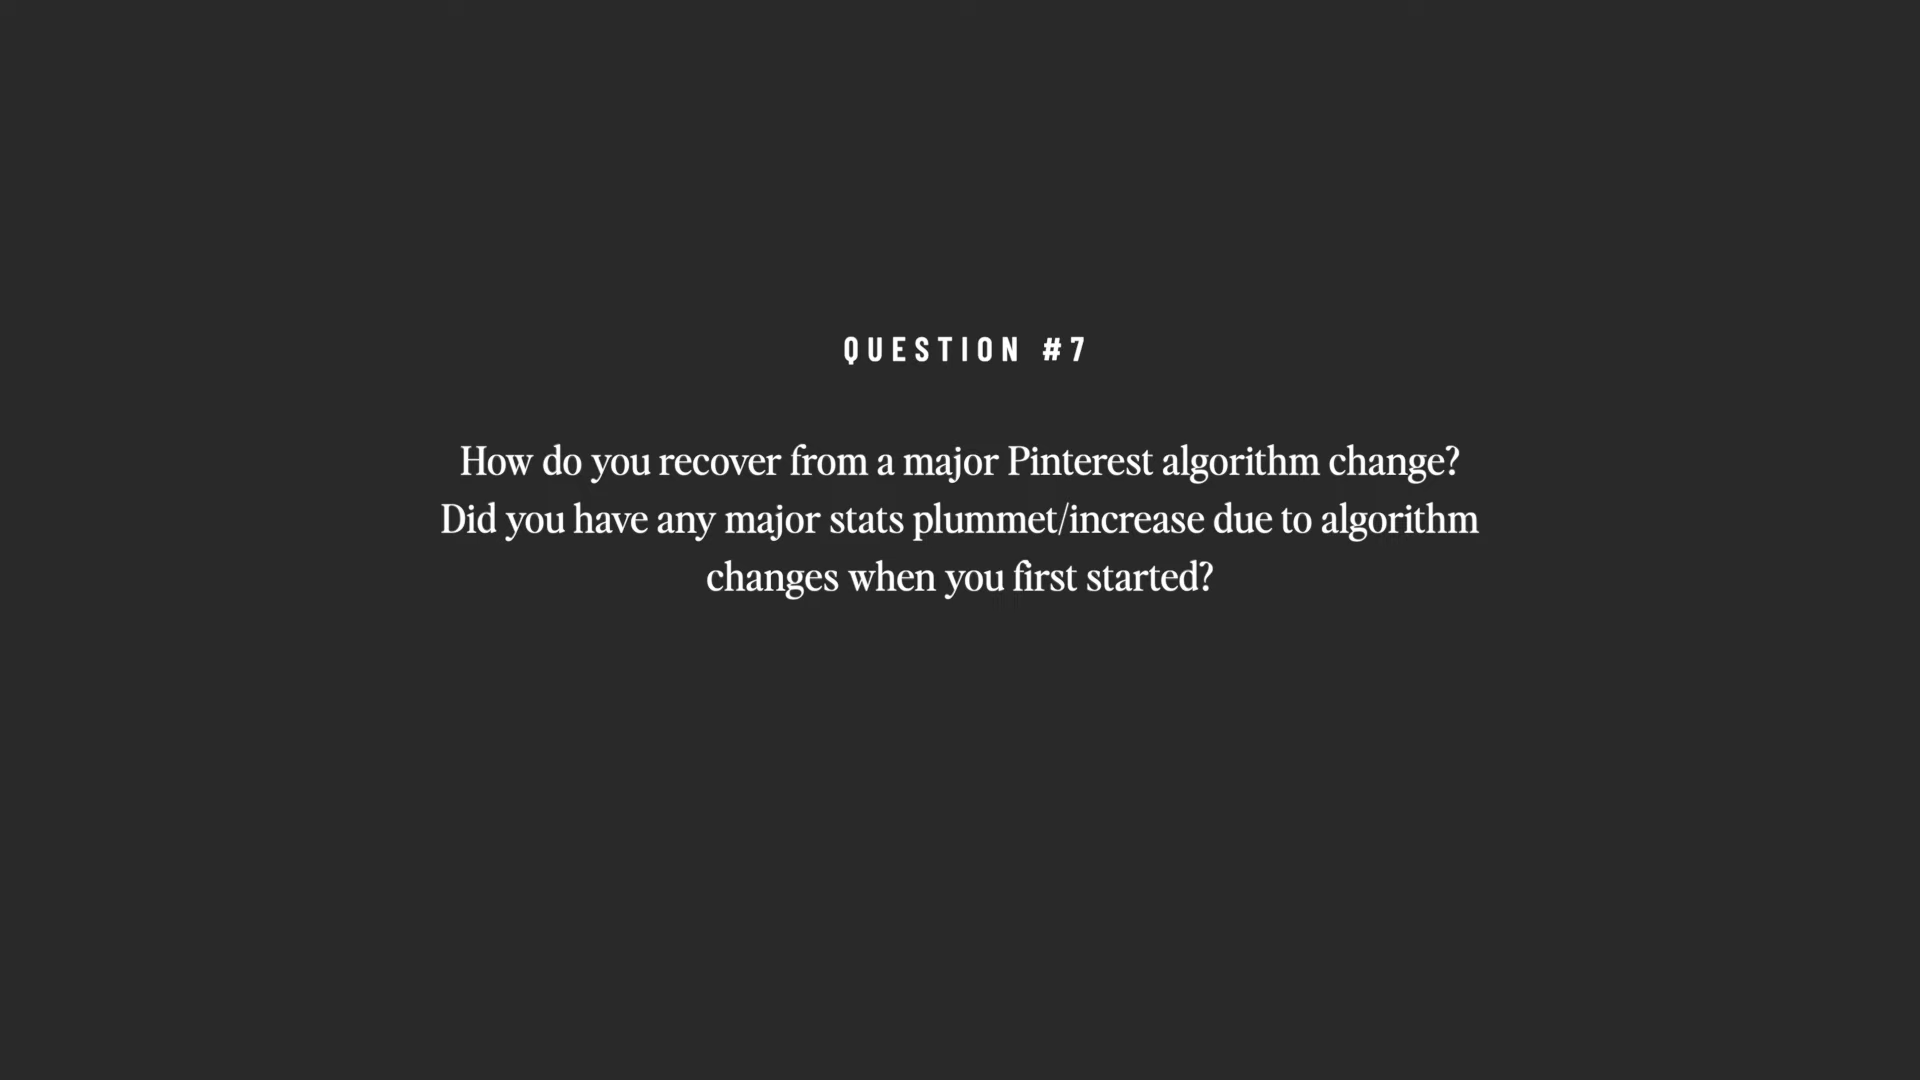 QUESTION #7
How do you recover from a major Pinterest algorithm change?
Did you have any major stats plummet/increase due to algorithm
changes when you first started?